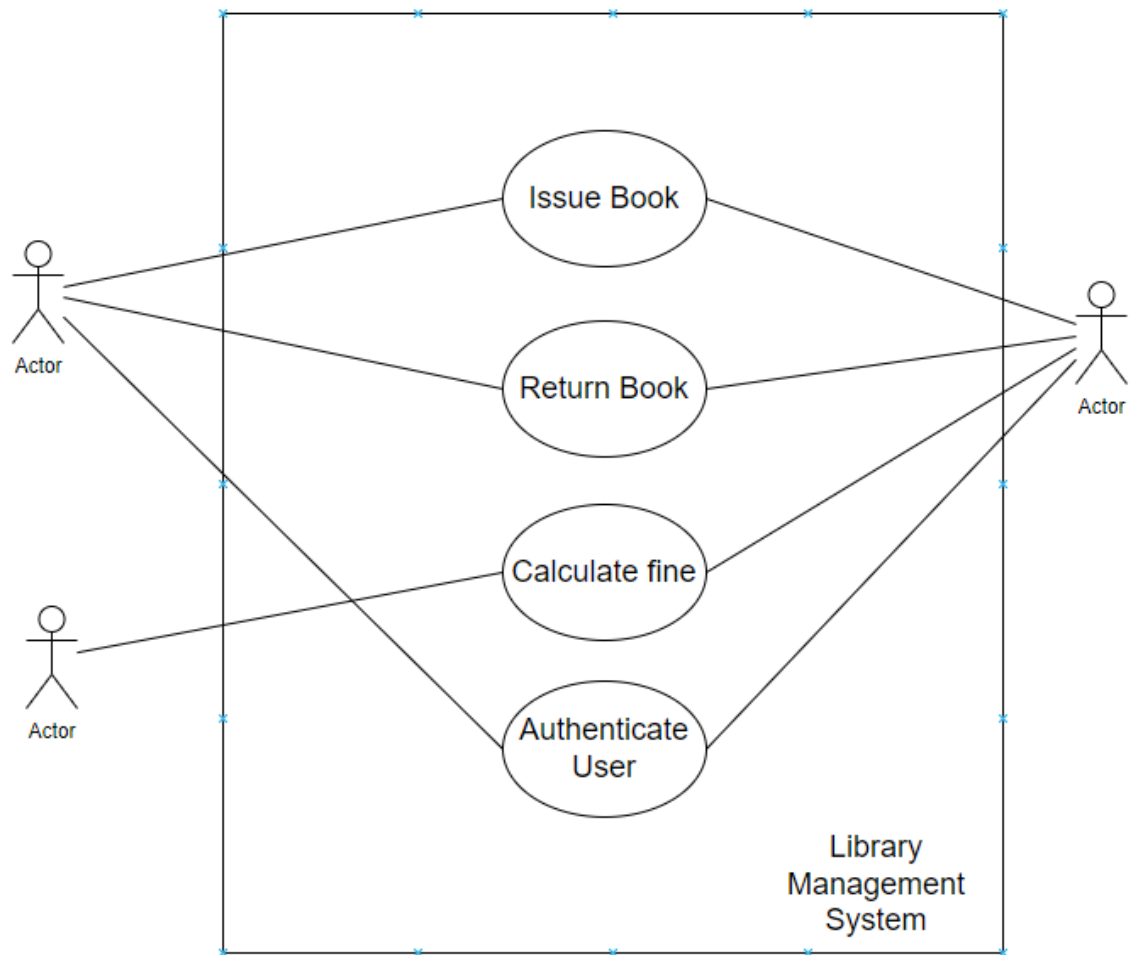 Issue Book
Actor
Return Book
Actor
Calculate fine
Actor
Authenticate
User
Library
Management
System